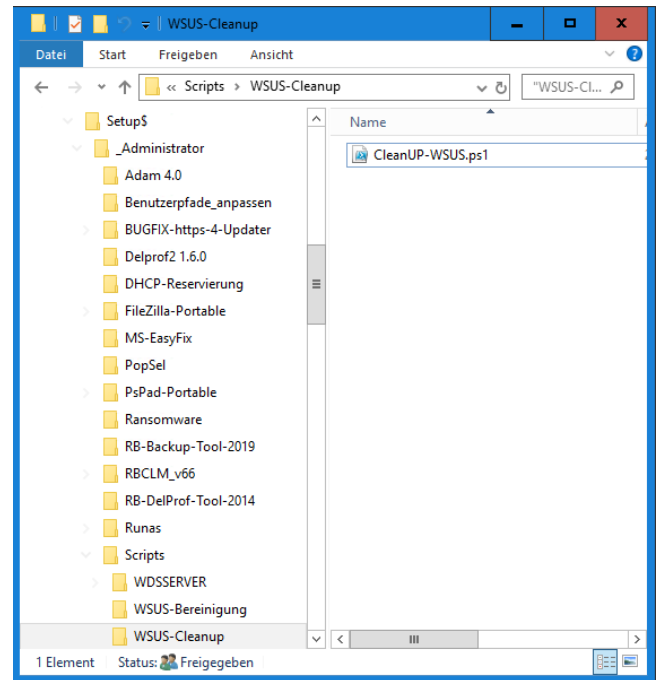 WSUS-Cleanup
Datei Start Freigeben Ansicht
« Scripts › WSUS-Cleanup "WSUS-Cl...
Setup$
_Administrator
Adam 4.0
Benutzerpfade_anpassen
BUGFIX-https-4-Updater
Delprof2 1.6.0
DHCP-Reservierung
FileZilla-Portable
MS-EasyFix
PopSel
PsPad-Portable
Ransomware
RB-Backup-Tool-2019
RBCLM_v66
RB-DelProf-Tool-2014
Runas
Scripts
WDSSERVER
WSUS-Bereinigung
WSUS-Cleanup
Name
CleanUP-WSUS.ps1
1 Element Status: Freigegeben